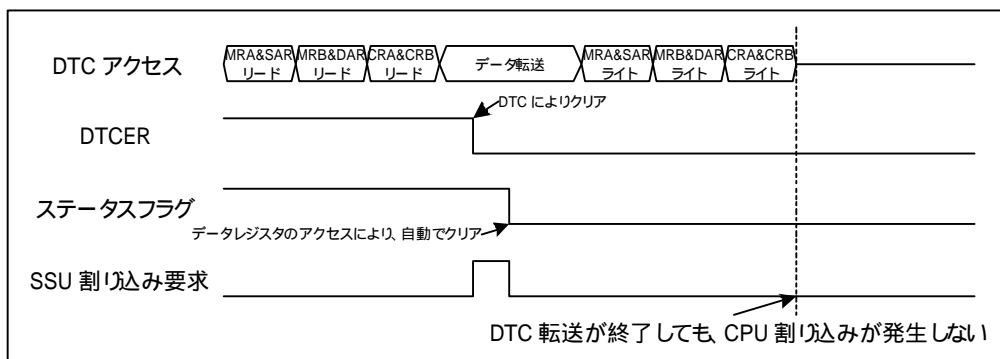 DTC アクセス
MRA&SAR リード
MRB&DAR リード
CRA&CRB リード
データ転送
MRA&SAR ライト
MRB&DAR ライト
CRA&CRB ライト
DTC によりクリア
DTCER
ステータスフラグ
データレジスタのアクセスにより、自動でクリア
SSU 割り込み要求
DTC 転送が終了しても、CPU 割り込みが発生しない